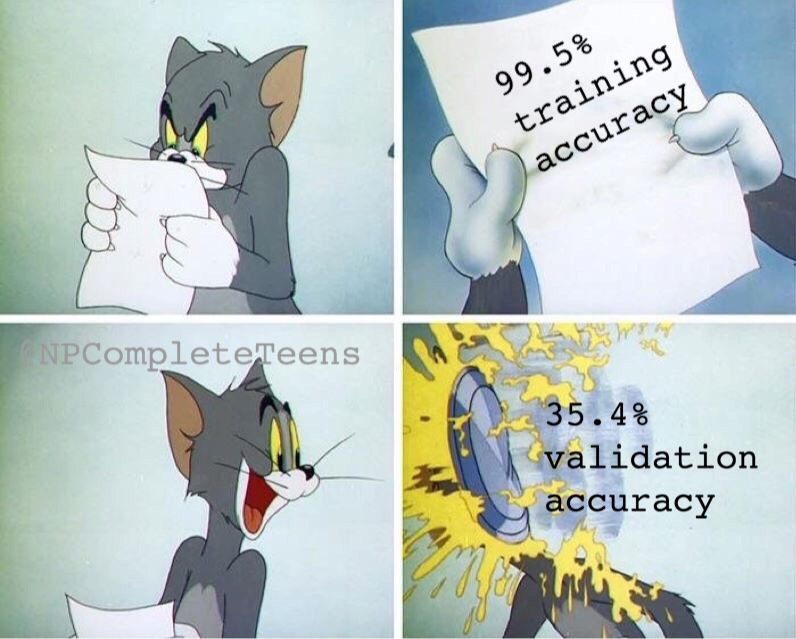 99.5%
training
accuracy
@NPCompleteTeens
35.4%
validation
accuracy